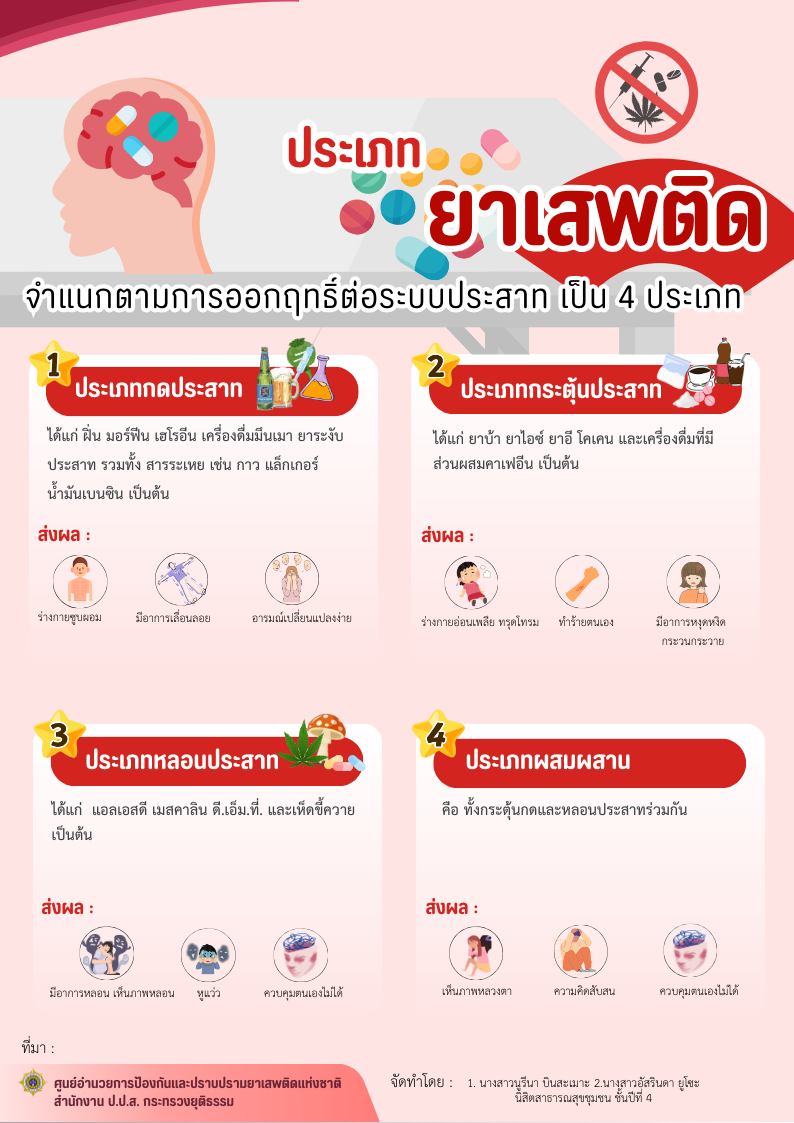 ประเภท
ยาเสพติด
จำแนกตามการออกฤทธิ์ต่อระบบประสาท เป็น 4 ประเภท
1
ประเภทกดประสาท
ได้แก่ ฝิ่น มอร์ฟีน เฮโรอีน เครื่องดื่มมึนเมา ยาระงับ
ประสาท รวมทั้ง สารระเหย เช่น กาว แล็กเกอร์
น้ำมันเบนซิน เป็นต้น
ส่งผล :
ร่างกายซูบผอม
มีอาการเลื่อนลอย
อารมณ์เปลี่ยนแปลงง่าย
2
ประเภทกระตุ้นประสาท
ได้แก่ ยาบ้า ยาไอซ์ ยาอี โคเคน และเครื่องดื่มที่มี
ส่วนผสมคาเฟอีน เป็นต้น
ส่งผล :
ร่างกายอ่อนเพลีย ทรุดโทรม
ทำร้ายตนเอง
มีอาการหงุดหงิด
กระวนกระวาย
3
ประเภทหลอนประสาท
ได้แก่ แอลเอสดี เมสคาลิน ดี.เอ็ม.ที่. และเห็ดขี้ควาย
เป็นต้น
ส่งผล :
มีอาการหลอน เห็นภาพหลอน
หูแว่ว
ควบคุมตนเองไม่ได้
4
ประเภทผสมผสาน
คือ ทั้งกระตุ้นกดและหลอนประสาทร่วมกัน
ส่งผล :
เห็นภาพหลวงตา
ความคิดสับสน
ควบคุมตนเองไม่ได้
ที่มา :
ศูนย์อำนวยการป้องกันและปราบปรามยาเสพติดแห่งชาติ
สำนักงาน ป.ป.ส. กระทรวงยุติธรรม
จัดทำโดย : 1. นางสาวนูรีนา บินสะเมาะ 2.นางสาวอัสรินดา ยูโซะ
นิสิตสาธารณสุขชุมชน ชั้นปีที่ 4